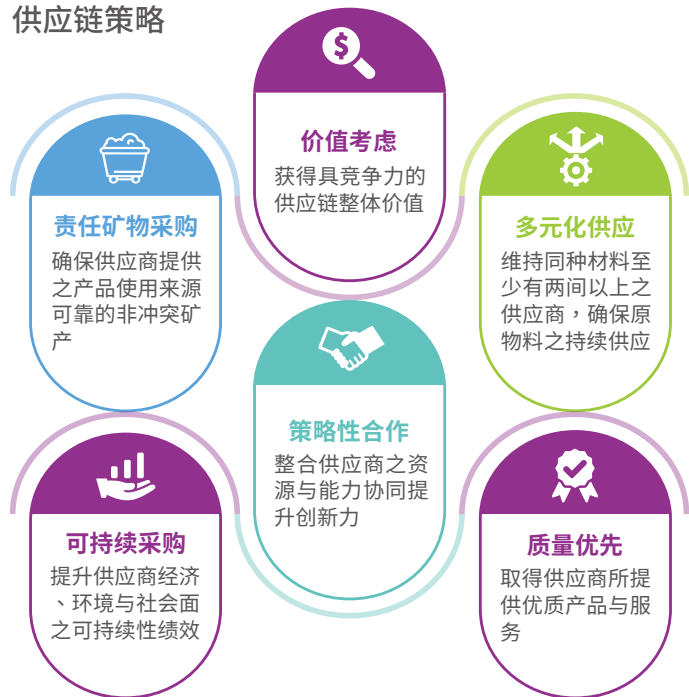 供应链策略
$
价值考虑
获得具竞争力的
供应链整体价值
责任矿物采购
确保供应商提供
之产品使用来源
可靠的非冲突矿
产
多元化供应
维持同种材料至
少有两间以上之
供应商，确保原
物料之持续供应
策略性合作
整合供应商之资
源与能力协同提
升创新力
可持续采购
提升供应商经济
、环境与社会面
之可持续性绩效
质量优先
取得供应商所提
供优质产品与服
务